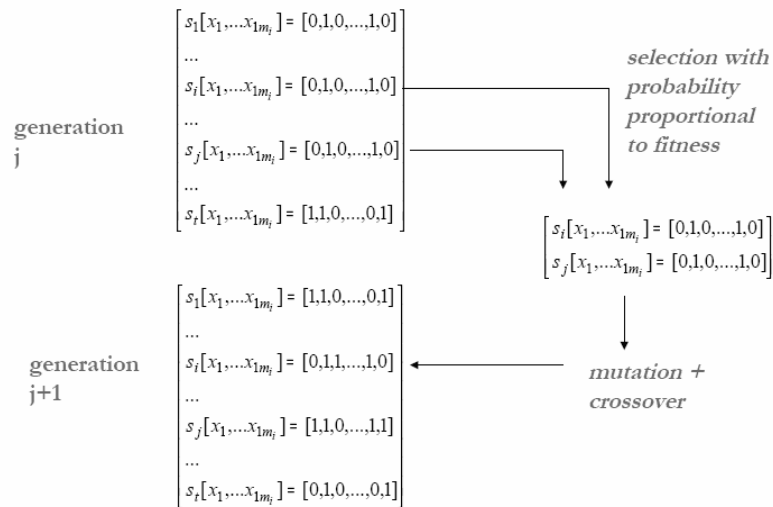 generation
j
s₁[x₁,...x₁ₘᵢ] = [0,1,0,...,1,0]
...
sᵢ[x₁,...x₁ₘᵢ] = [0,1,0,...,1,0]
...
sⱼ[x₁,...x₁ₘᵢ] = [0,1,0,...,1,0]
...
sₜ[x₁,...x₁ₘᵢ] = [1,1,0,...,0,1]
selection with
probability
proportional
to fitness
sᵢ[x₁,...x₁ₘᵢ] = [0,1,0,...,1,0]
sⱼ[x₁,...x₁ₘᵢ] = [0,1,0,...,1,0]
mutation +
crossover
generation
j+1
s₁[x₁,...x₁ₘᵢ] = [1,1,0,...,0,1]
...
sᵢ[x₁,...x₁ₘᵢ] = [0,1,1,...,1,0]
...
sⱼ[x₁,...x₁ₘᵢ] = [1,1,0,...,1,1]
...
sₜ[x₁,...x₁ₘᵢ] = [0,1,0,...,0,1]